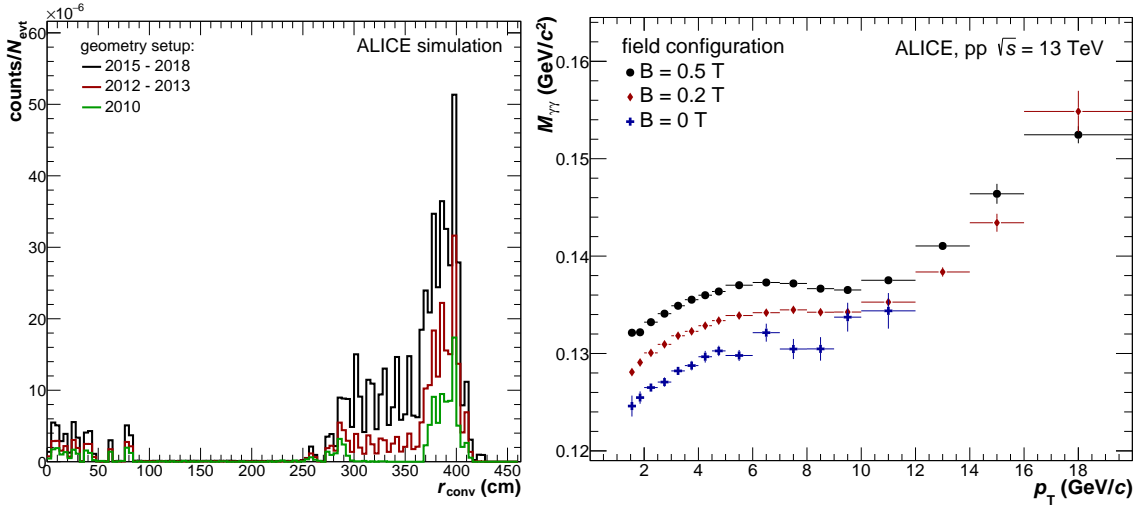 ×10⁻⁶
counts/N_evt
60
50
40
30
20
10
0
geometry setup:
2015 - 2018
2012 - 2013
2010
ALICE simulation
0 50 100 150 200 250 300 350 400 450
r_conv (cm)
M_γγ (GeV/c²)
0.16
0.15
0.14
0.13
0.12
field configuration
B = 0.5 T
B = 0.2 T
B = 0 T
ALICE, pp √s = 13 TeV
2 4 6 8 10 12 14 16 18
p_T (GeV/c)